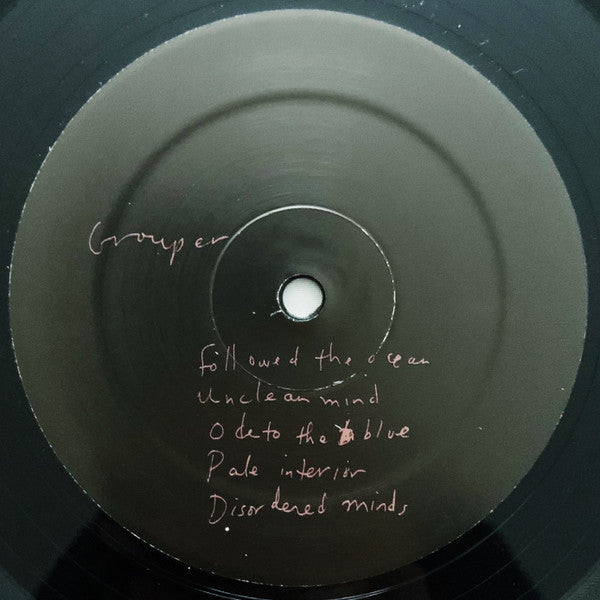 Grouper
followed the ocean
Unclean mind
Ode to the blue
Pale interior
Disordered minds